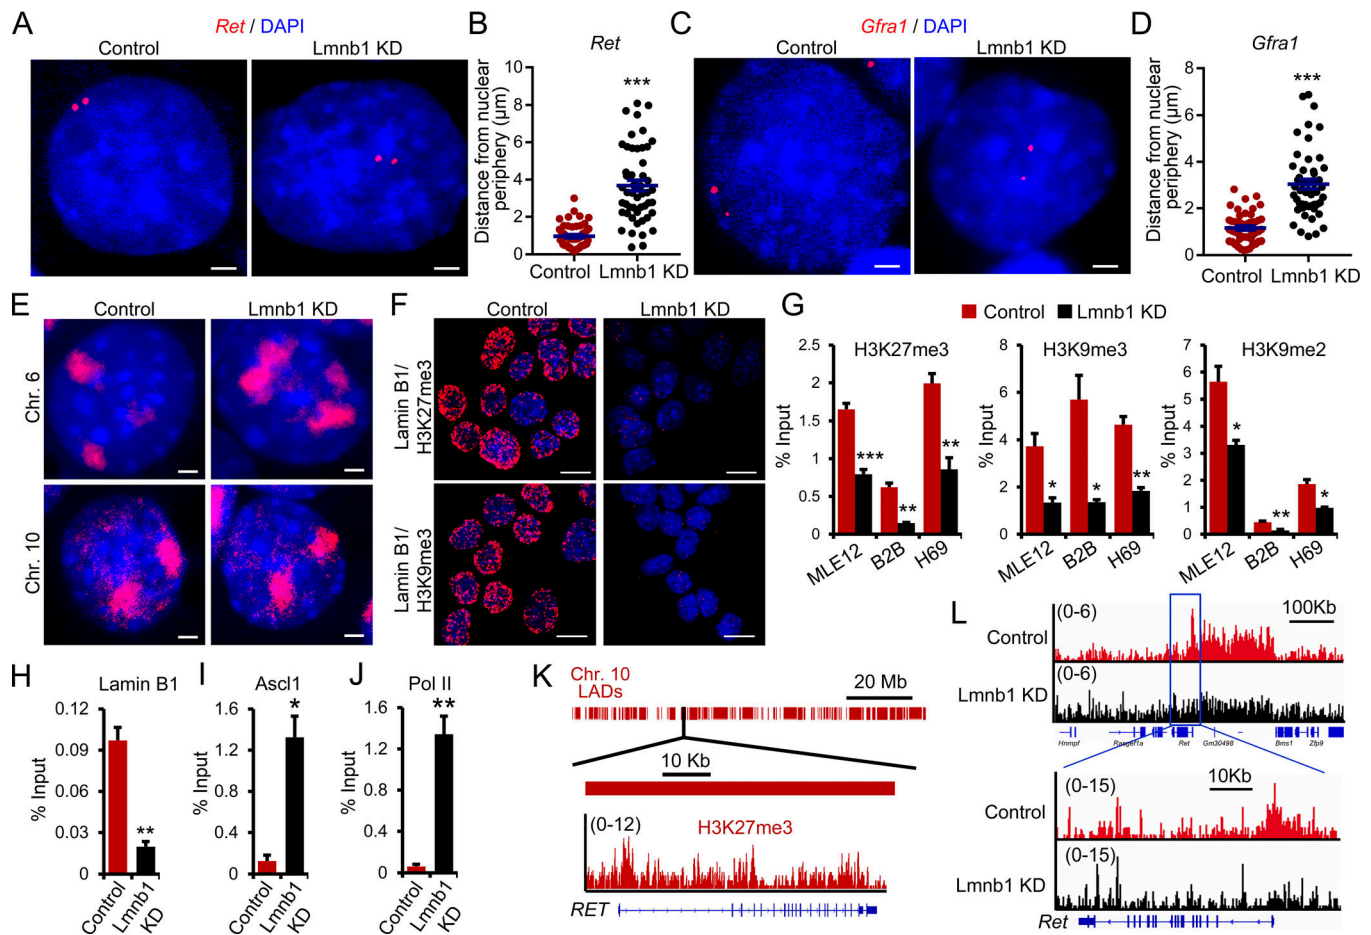 A
Ret / DAPI
Control
Lmnb1 KD
B
Ret
Distance from nuclear
periphery (µm)
10
8
6
4
2
0
***
Control
Lmnb1 KD
C
Gfra1 / DAPI
Control
Lmnb1 KD
D
Gfra1
Distance from nuclear
periphery (µm)
8
6
4
2
0
***
Control
Lmnb1 KD
E
Control
Lmnb1 KD
Chr. 6
Chr. 10
F
Control
Lmnb1 KD
Lamin B1/
H3K27me3
Lamin B1/
H3K9me3
G
Control
Lmnb1 KD
H3K27me3
% Input
2.5
2
1.5
1
0.5
0
***
**
**
MLE12
B2B
H69
H3K9me3
% Input
8
6
4
2
0
*
*
**
MLE12
B2B
H69
H3K9me2
% Input
7
6
5
4
3
2
1
0
*
**
*
MLE12
B2B
H69
H
Lamin B1
% Input
0.12
0.09
0.06
0.03
0
**
Control
Lmnb1
KD
I
Ascl1
% Input
1.6
1.2
0.8
0.4
0
*
Control
Lmnb1
KD
J
Pol II
% Input
1.6
1.2
0.8
0.4
0
**
Control
Lmnb1
KD
K
Chr. 10
LADs
20 Mb
10 Kb
(0-12)
H3K27me3
RET
L
Control
(0-6)
100Kb
Lmnb1 KD
(0-6)
Hnrnpf
Ret
Gm30498
Bms1
Zfp9
Control
(0-15)
10Kb
Lmnb1 KD
(0-15)
Ret